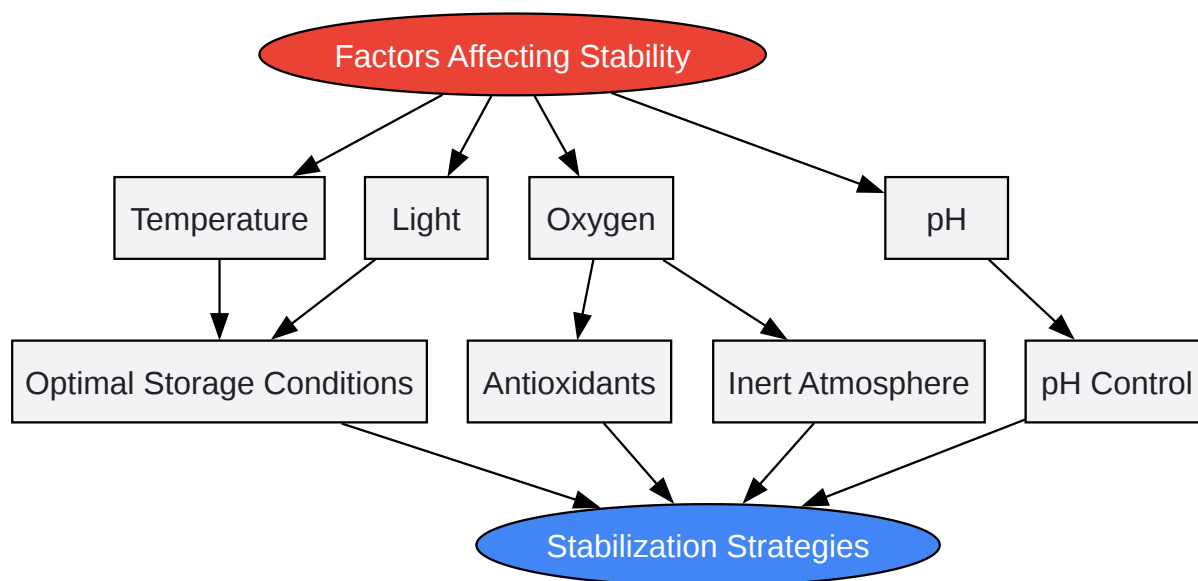 Factors Affecting Stability
Temperature
Light
Oxygen
pH
Optimal Storage Conditions
Antioxidants
Inert Atmosphere
pH Control
Stabilization Strategies